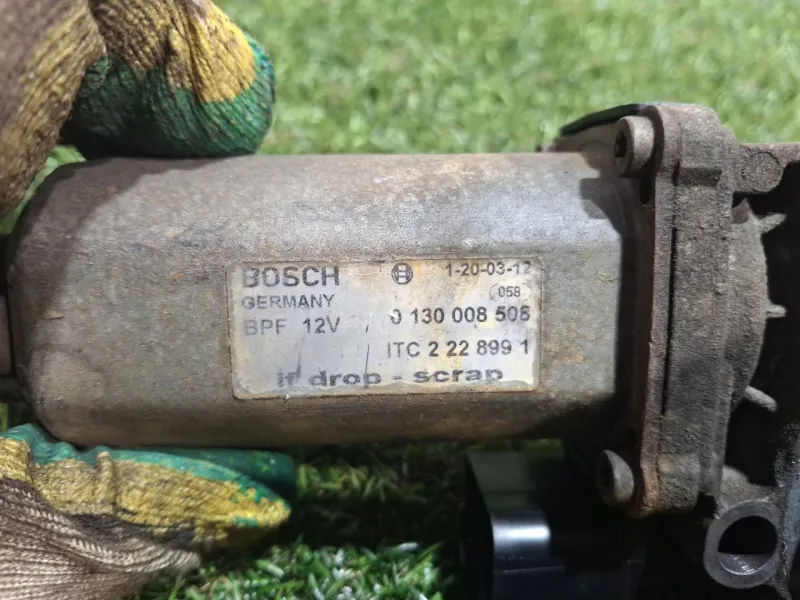 BOSCH 1-20-03-12
GERMANY 058
BPF 12V 0 130 008 505
ITC 2 22 899 1
if drop - scrap